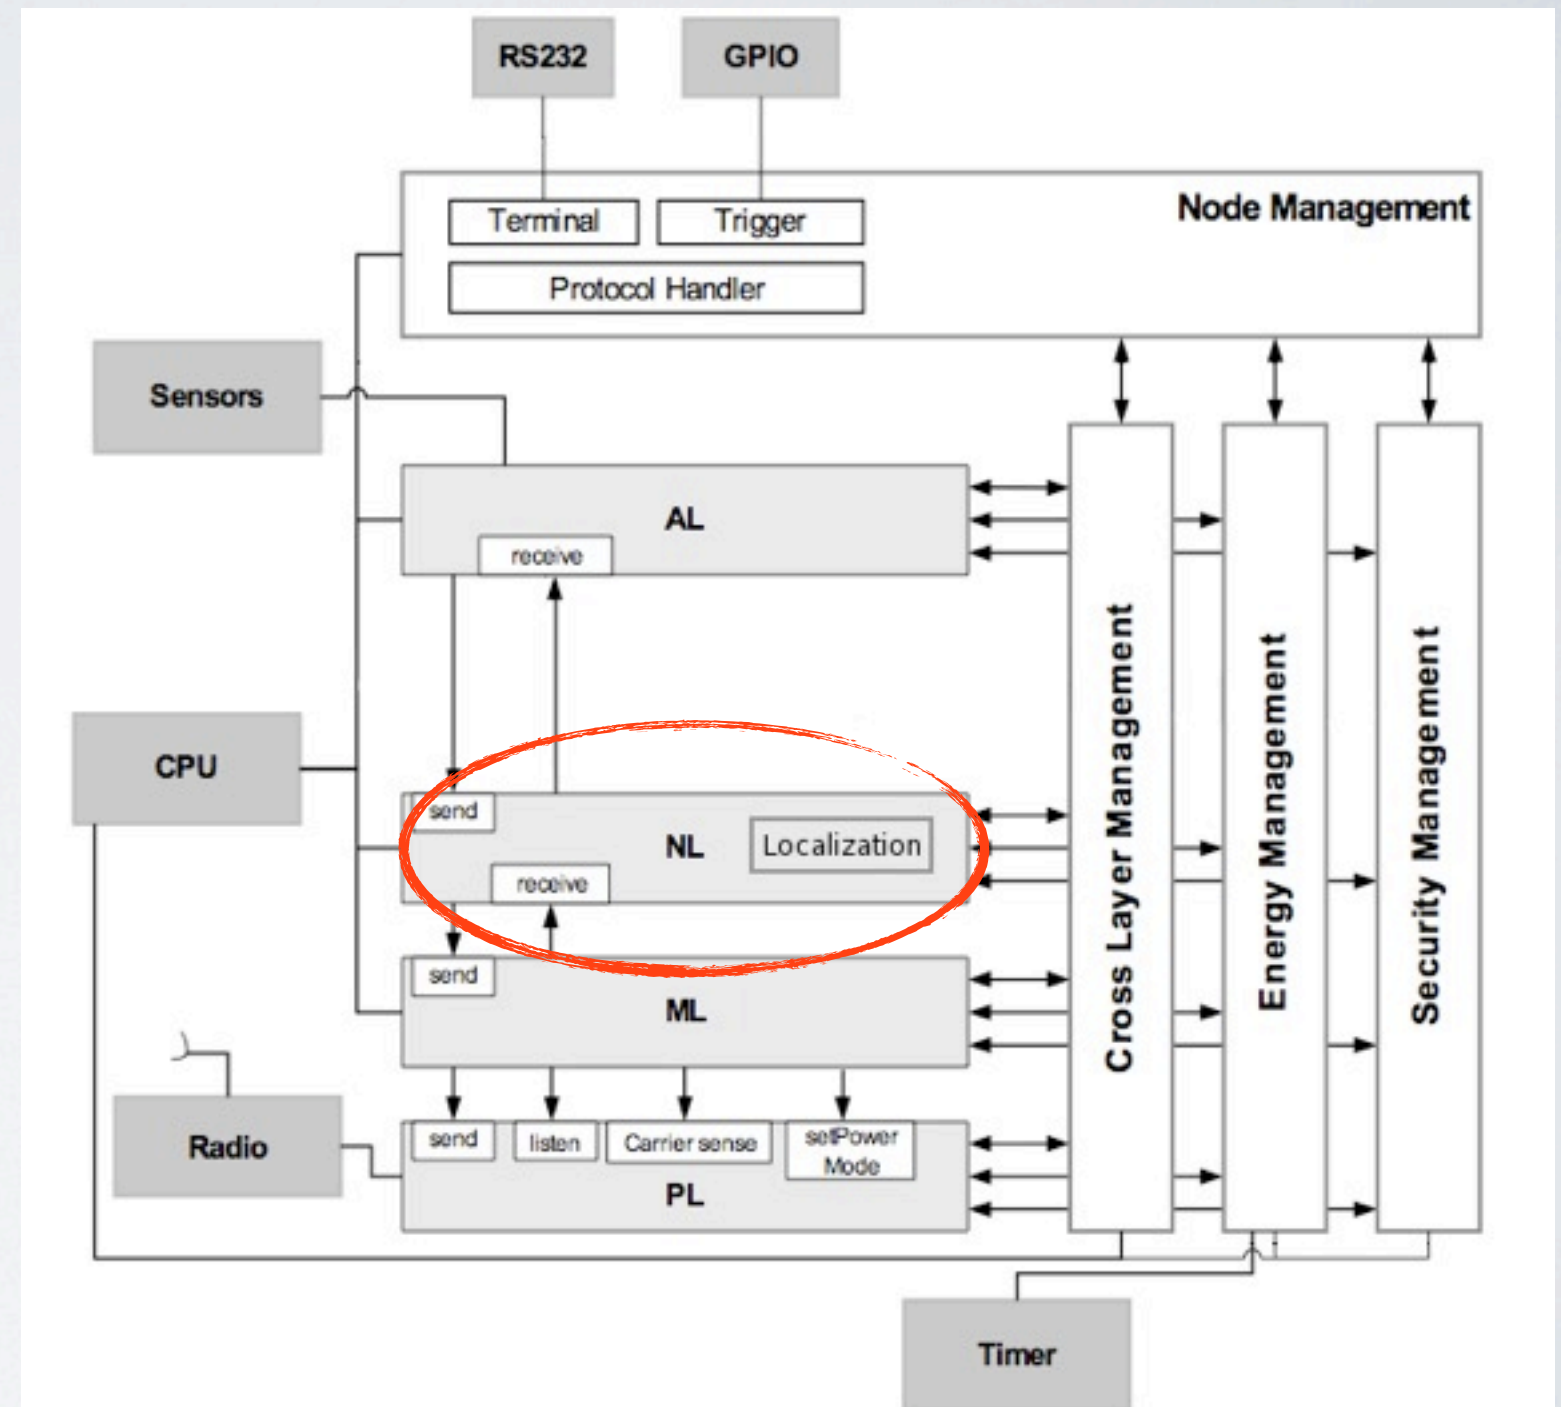 RS232
GPIO
Node Management
Terminal
Trigger
Protocol Handler
Sensors
AL
receive
CPU
send
NL
Localization
receive
send
ML
Radio
send
listen
Carrier sense
setPower
Mode
PL
Cross Layer Management
Energy Management
Security Management
Timer